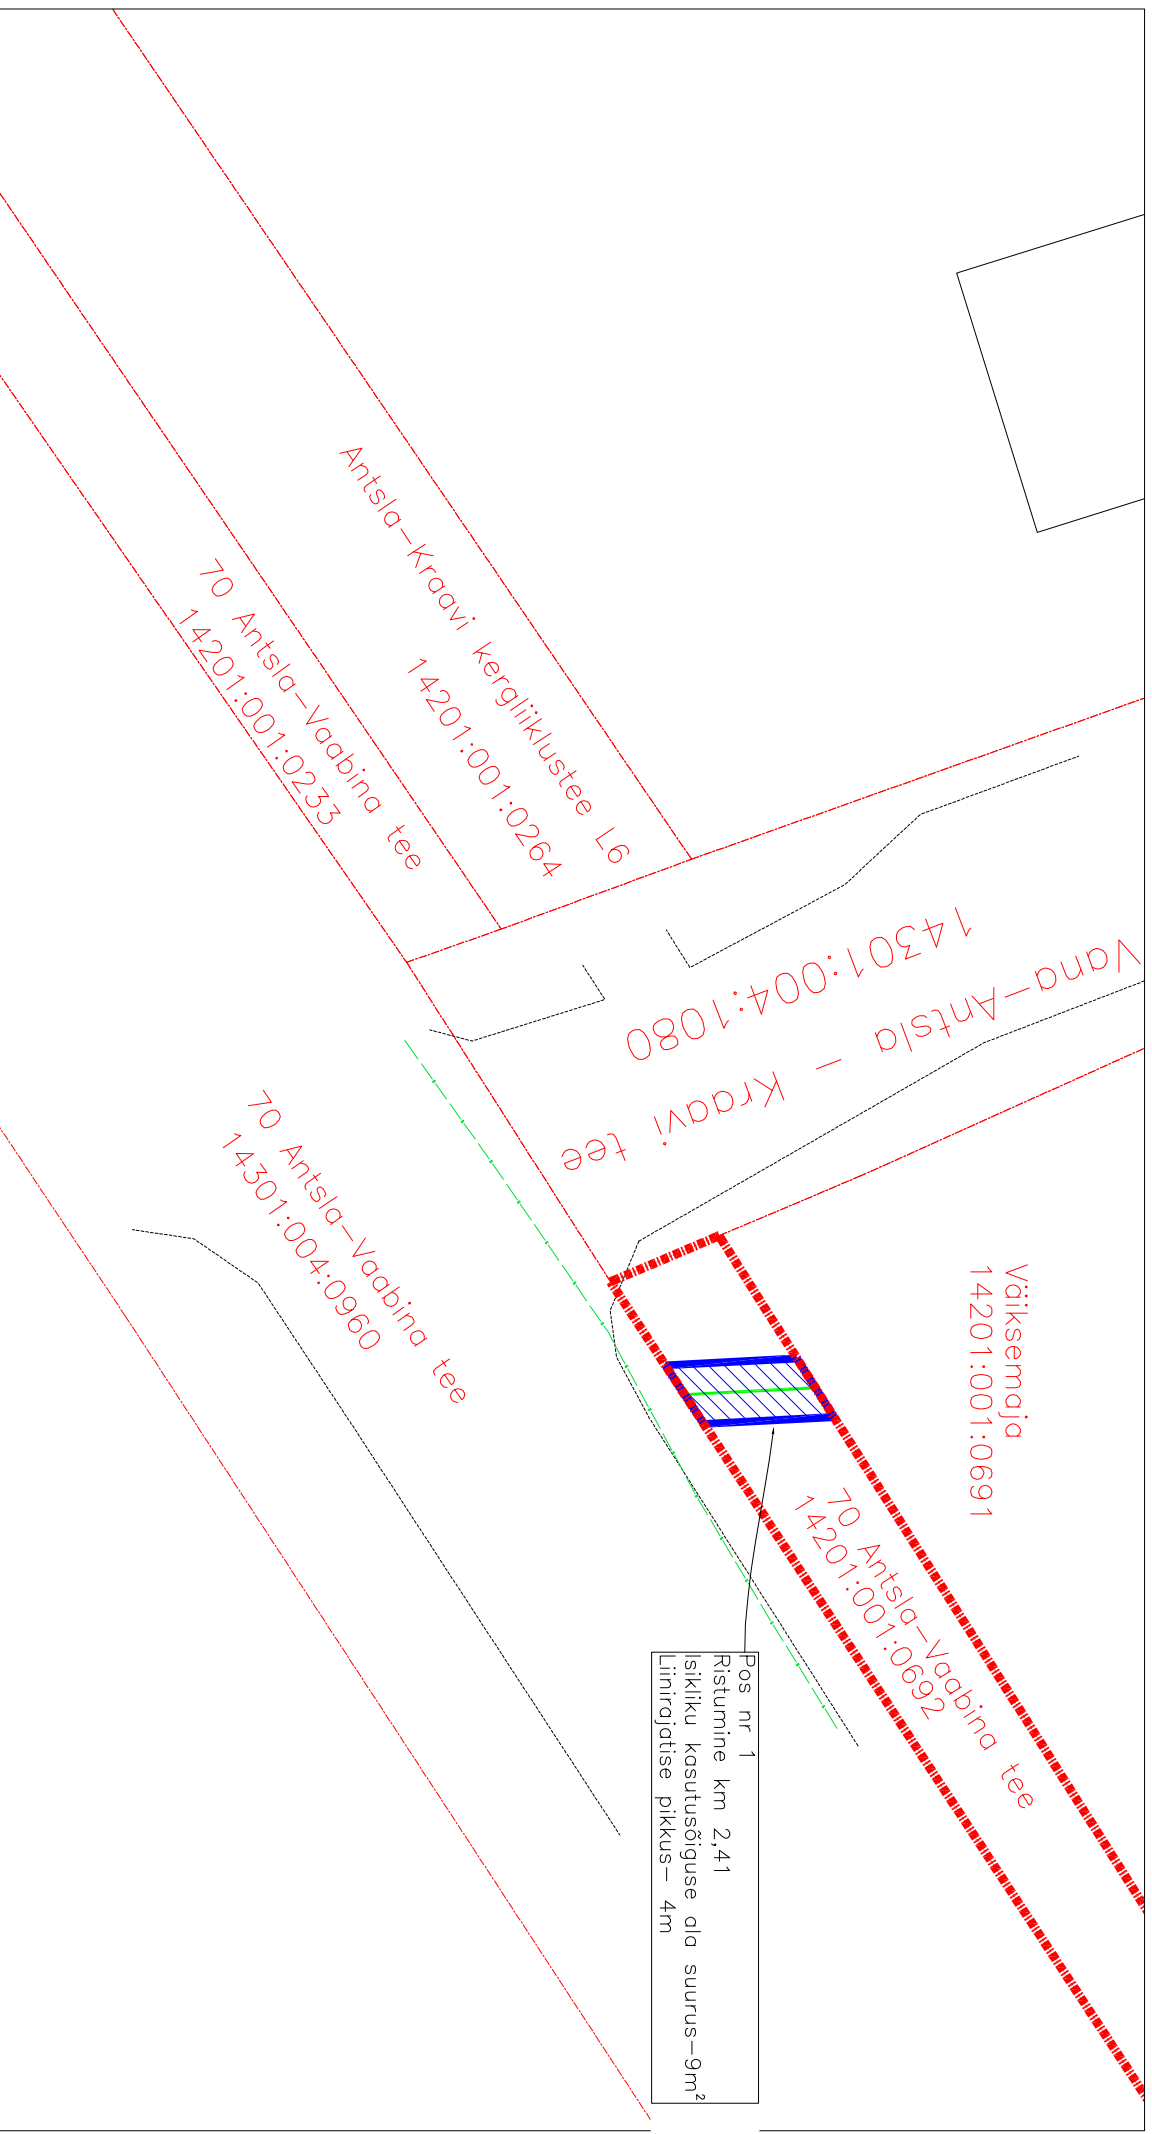 Väiksemaja
14201:001:0691
Vana-Antsla - Kraavi tee
14301:004:1080
Antsla-Kraavi kergliiklustee L6
14201:001:0264
70 Antsla-Vaabina tee
14201:001:0233
70 Antsla-Vaabina tee
14201:001:0692
70 Antsla-Vaabina tee
14301:004:0960
Pos nr 1
Ristumine km 2,41
Isikliku kasutusõiguse ala suurus-9m²
Liinirajatise pikkus- 4m